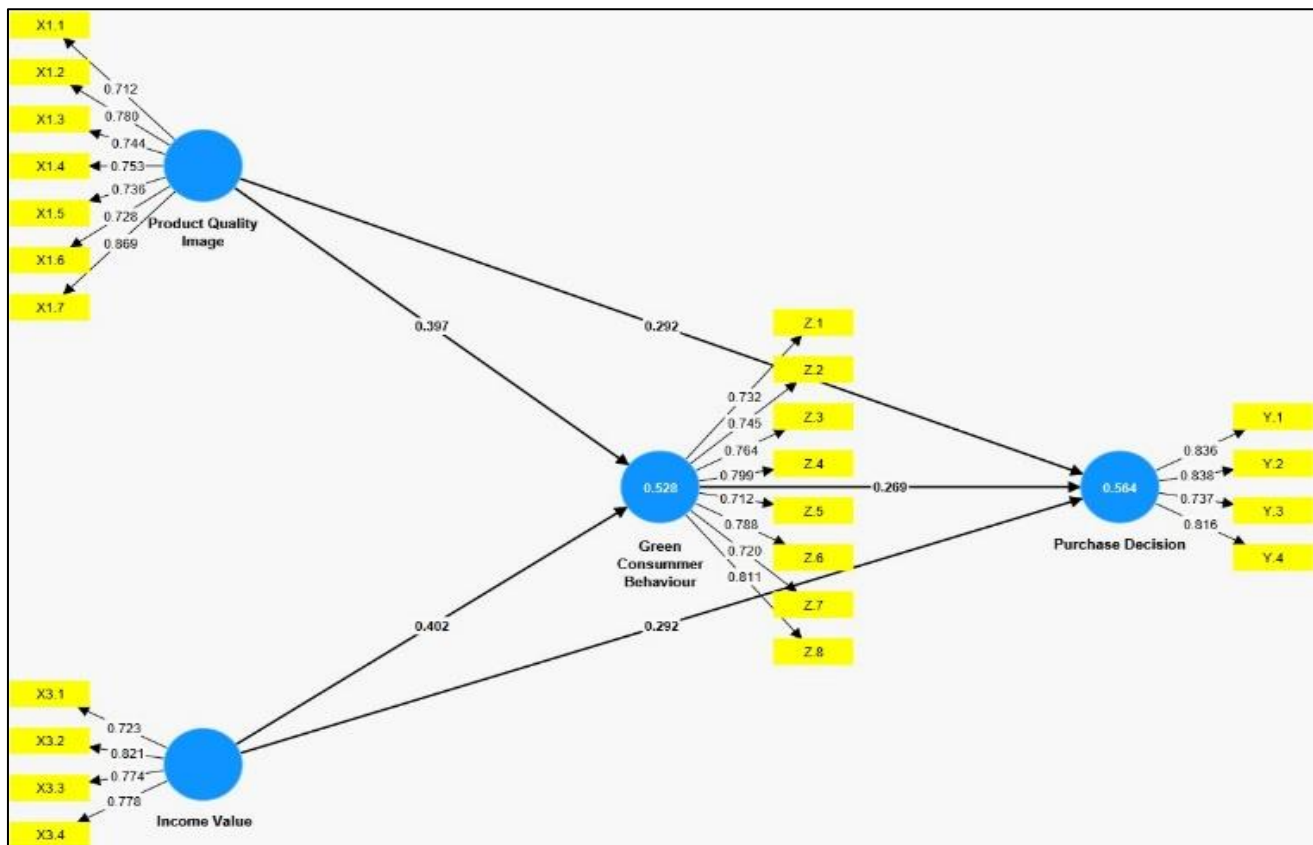 X1.1
X1.2
X1.3
X1.4
X1.5
X1.6
X1.7
0.712
0.780
0.744
0.753
0.736
0.728
0.869
Product Quality
Image
0.397
0.292
X3.1
X3.2
X3.3
X3.4
0.723
0.821
0.774
0.778
Income Value
0.402
0.292
0.528
Green
Consummer
Behaviour
0.732
0.745
0.764
0.799
0.712
0.788
0.720
0.811
Z.1
Z.2
Z.3
Z.4
Z.5
Z.6
Z.7
Z.8
0.269
0.564
Purchase Decision
0.836
0.838
0.737
0.816
Y.1
Y.2
Y.3
Y.4